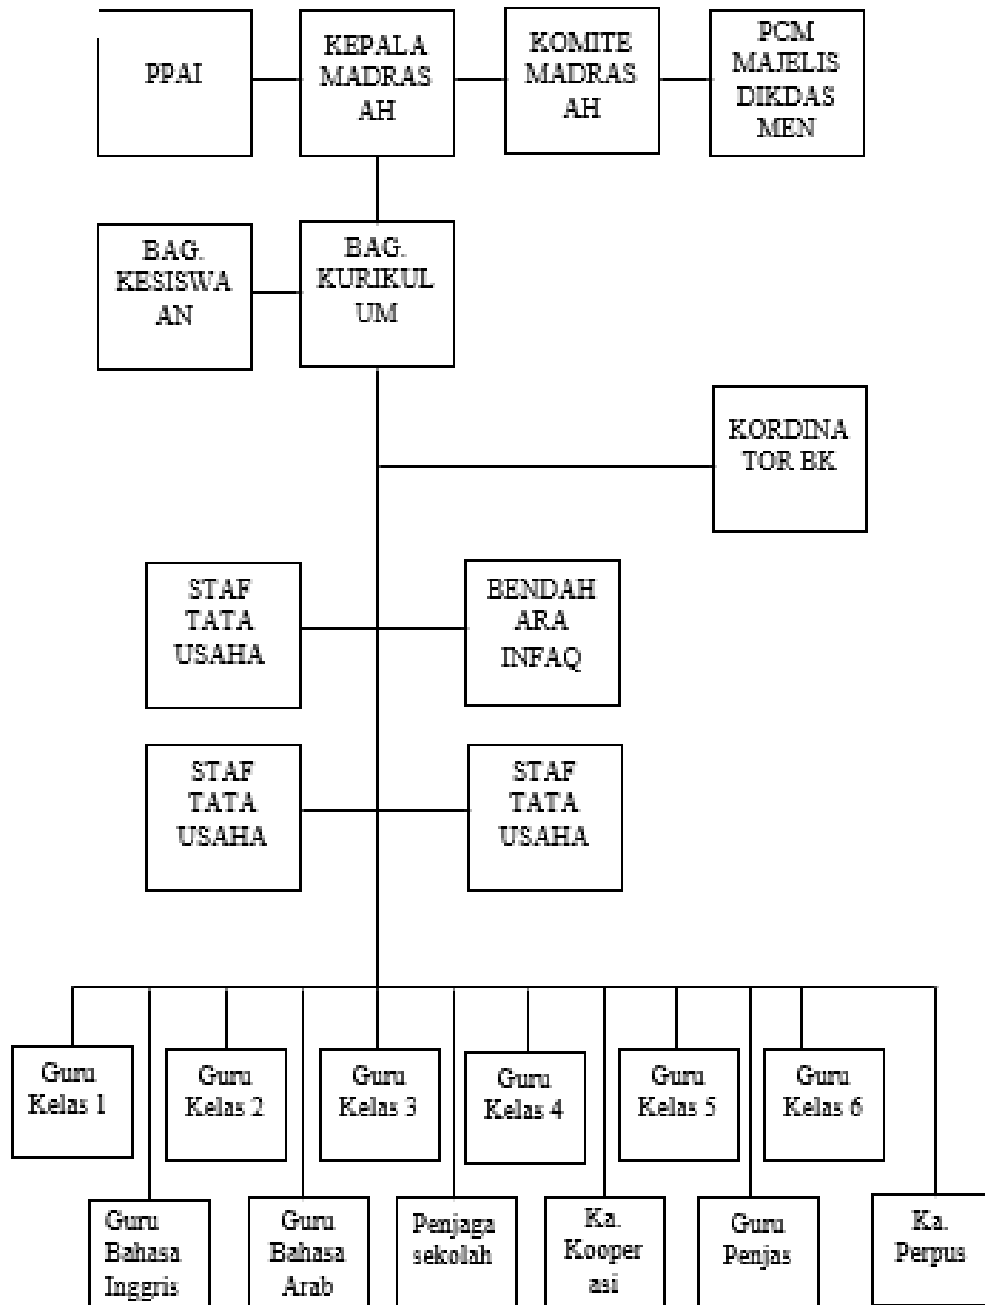 PPAI
KEPALA
MADRAS
AH
KOMITE
MADRAS
AH
PCM
MAJELIS
DIKDAS
MEN
BAG.
KESISWA
AN
BAG.
KURIKUL
UM
KORDINA
TOR BK
STAF
TATA
USAHA
BENDAH
ARA
INFAQ
STAF
TATA
USAHA
STAF
TATA
USAHA
Guru
Kelas 1
Guru
Kelas 2
Guru
Kelas 3
Guru
Kelas 4
Guru
Kelas 5
Guru
Kelas 6
Guru
Bahasa
Inggris
Guru
Bahasa
Arab
Penjaga
sekolah
Ka.
Kooper
asi
Guru
Penjas
Ka.
Perpus